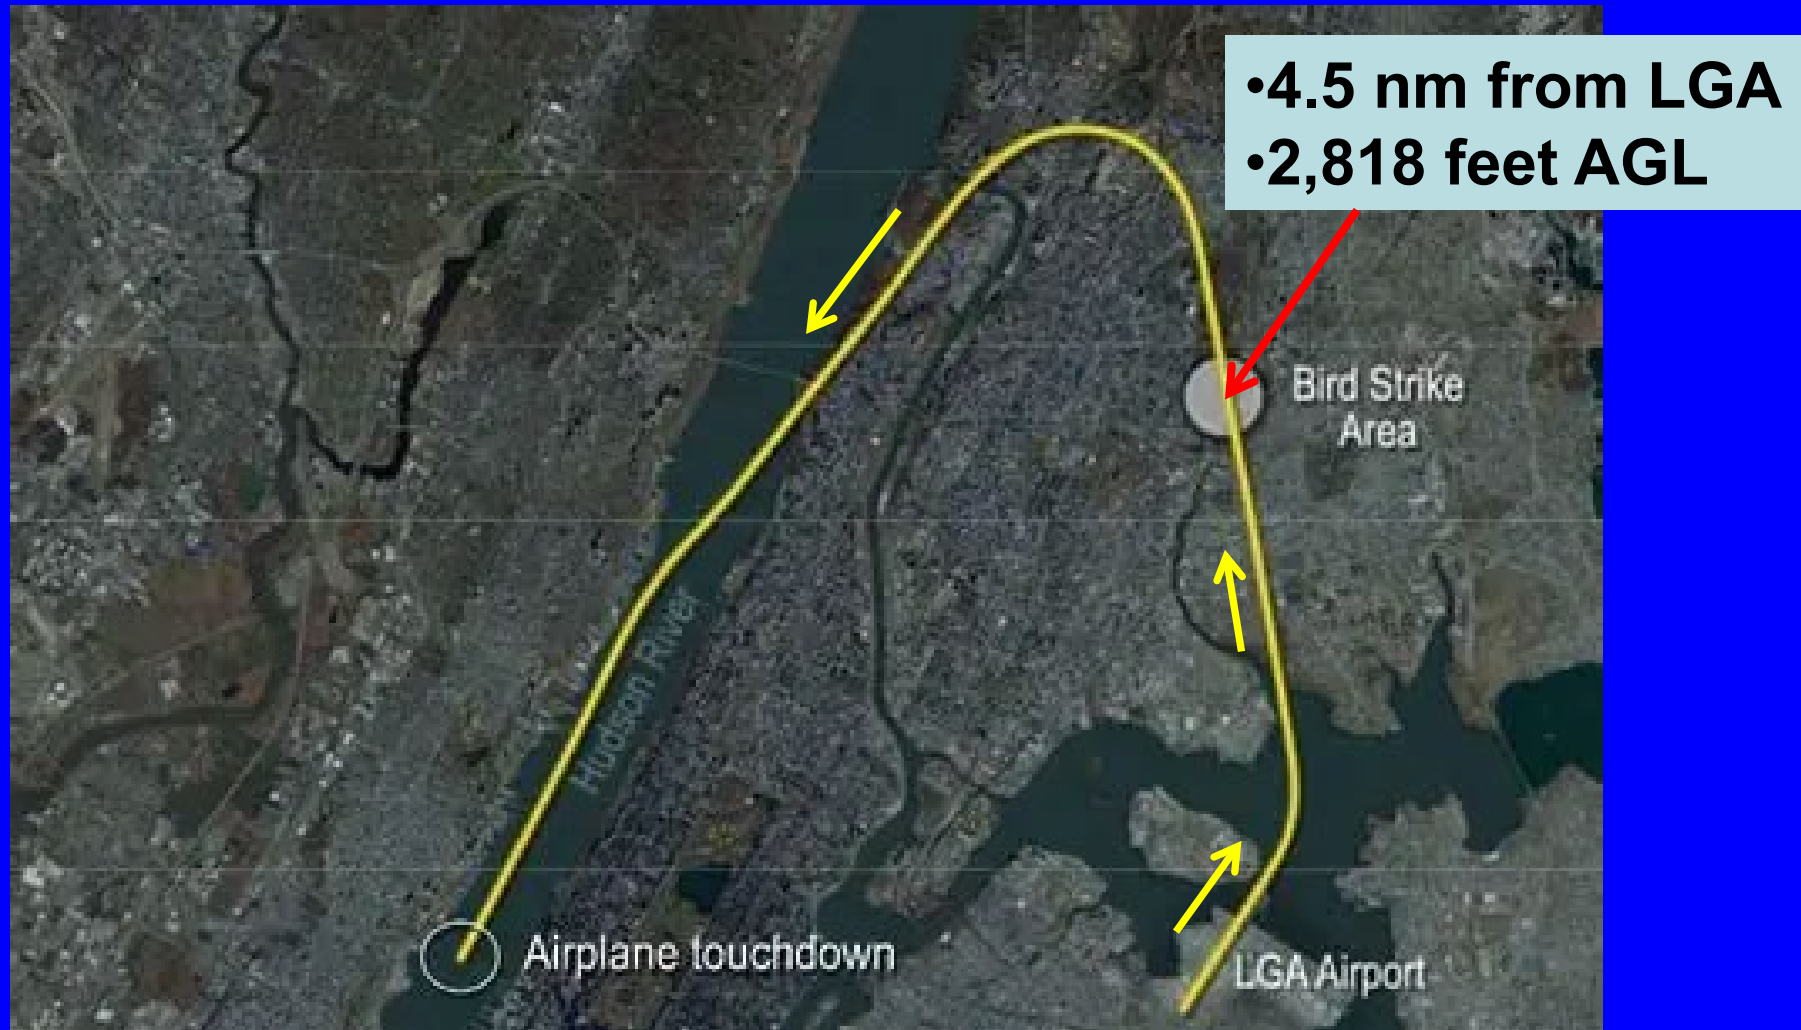 •4.5 nm from LGA
•2,818 feet AGL
Bird Strike
Area
Hudson River
Airplane touchdown
LGA Airport